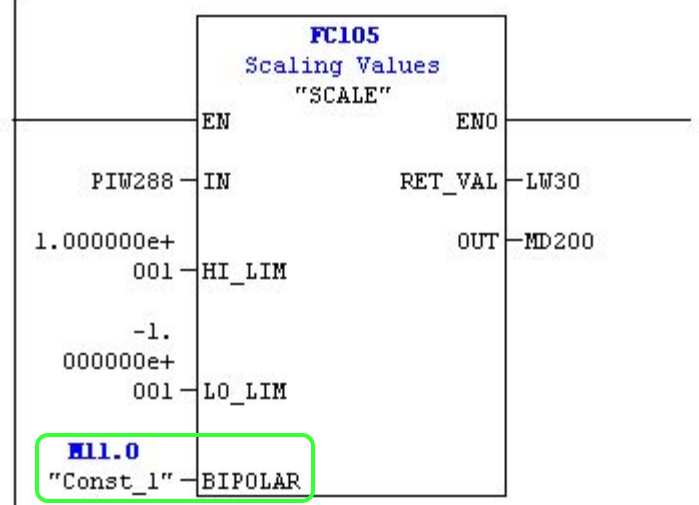 FC105
Scaling Values
"SCALE"
EN ENO
PIW288 IN RET_VAL LW30
1.000000e+ OUT MD200
001 HI_LIM
-1.
000000e+
001 LO_LIM
M11.0
"Const_1" BIPOLAR